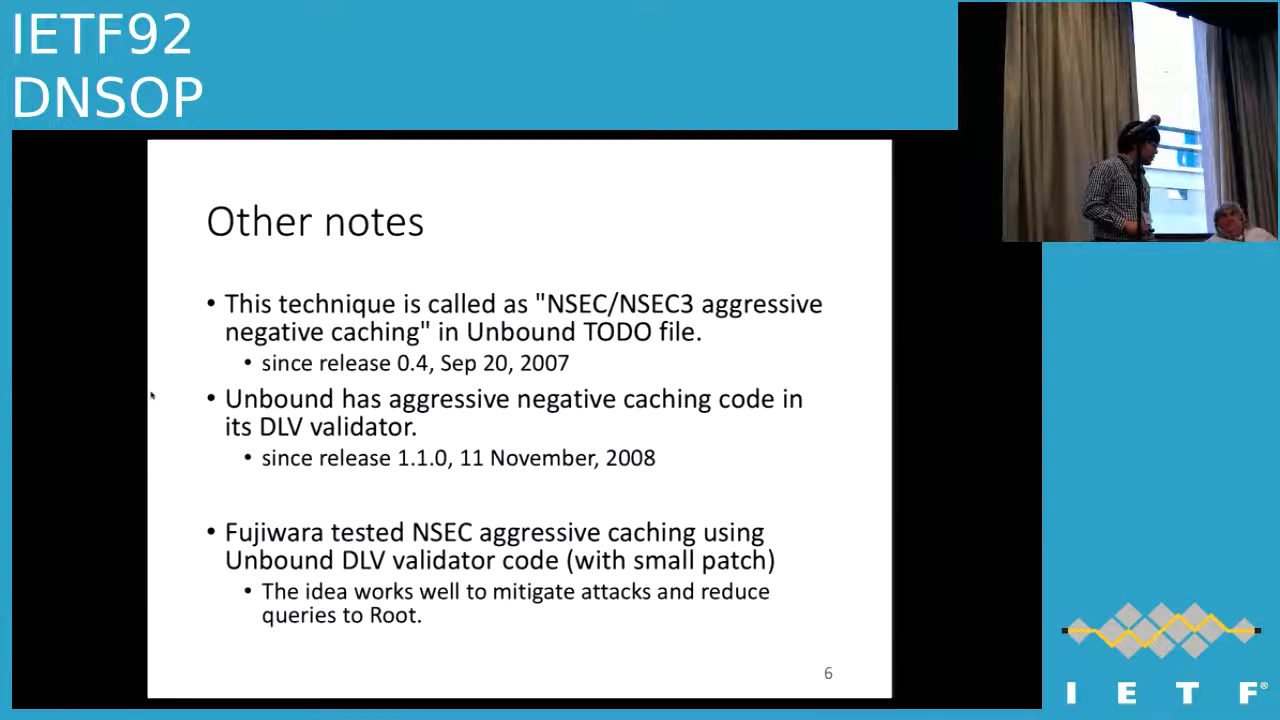 IETF92
DNSOP
Other notes
• This technique is called as "NSEC/NSEC3 aggressive
negative caching" in Unbound TODO file.
• since release 0.4, Sep 20, 2007
• Unbound has aggressive negative caching code in
its DLV validator.
• since release 1.1.0, 11 November, 2008
• Fujiwara tested NSEC aggressive caching using
Unbound DLV validator code (with small patch)
• The idea works well to mitigate attacks and reduce
queries to Root.
6
I E T F®